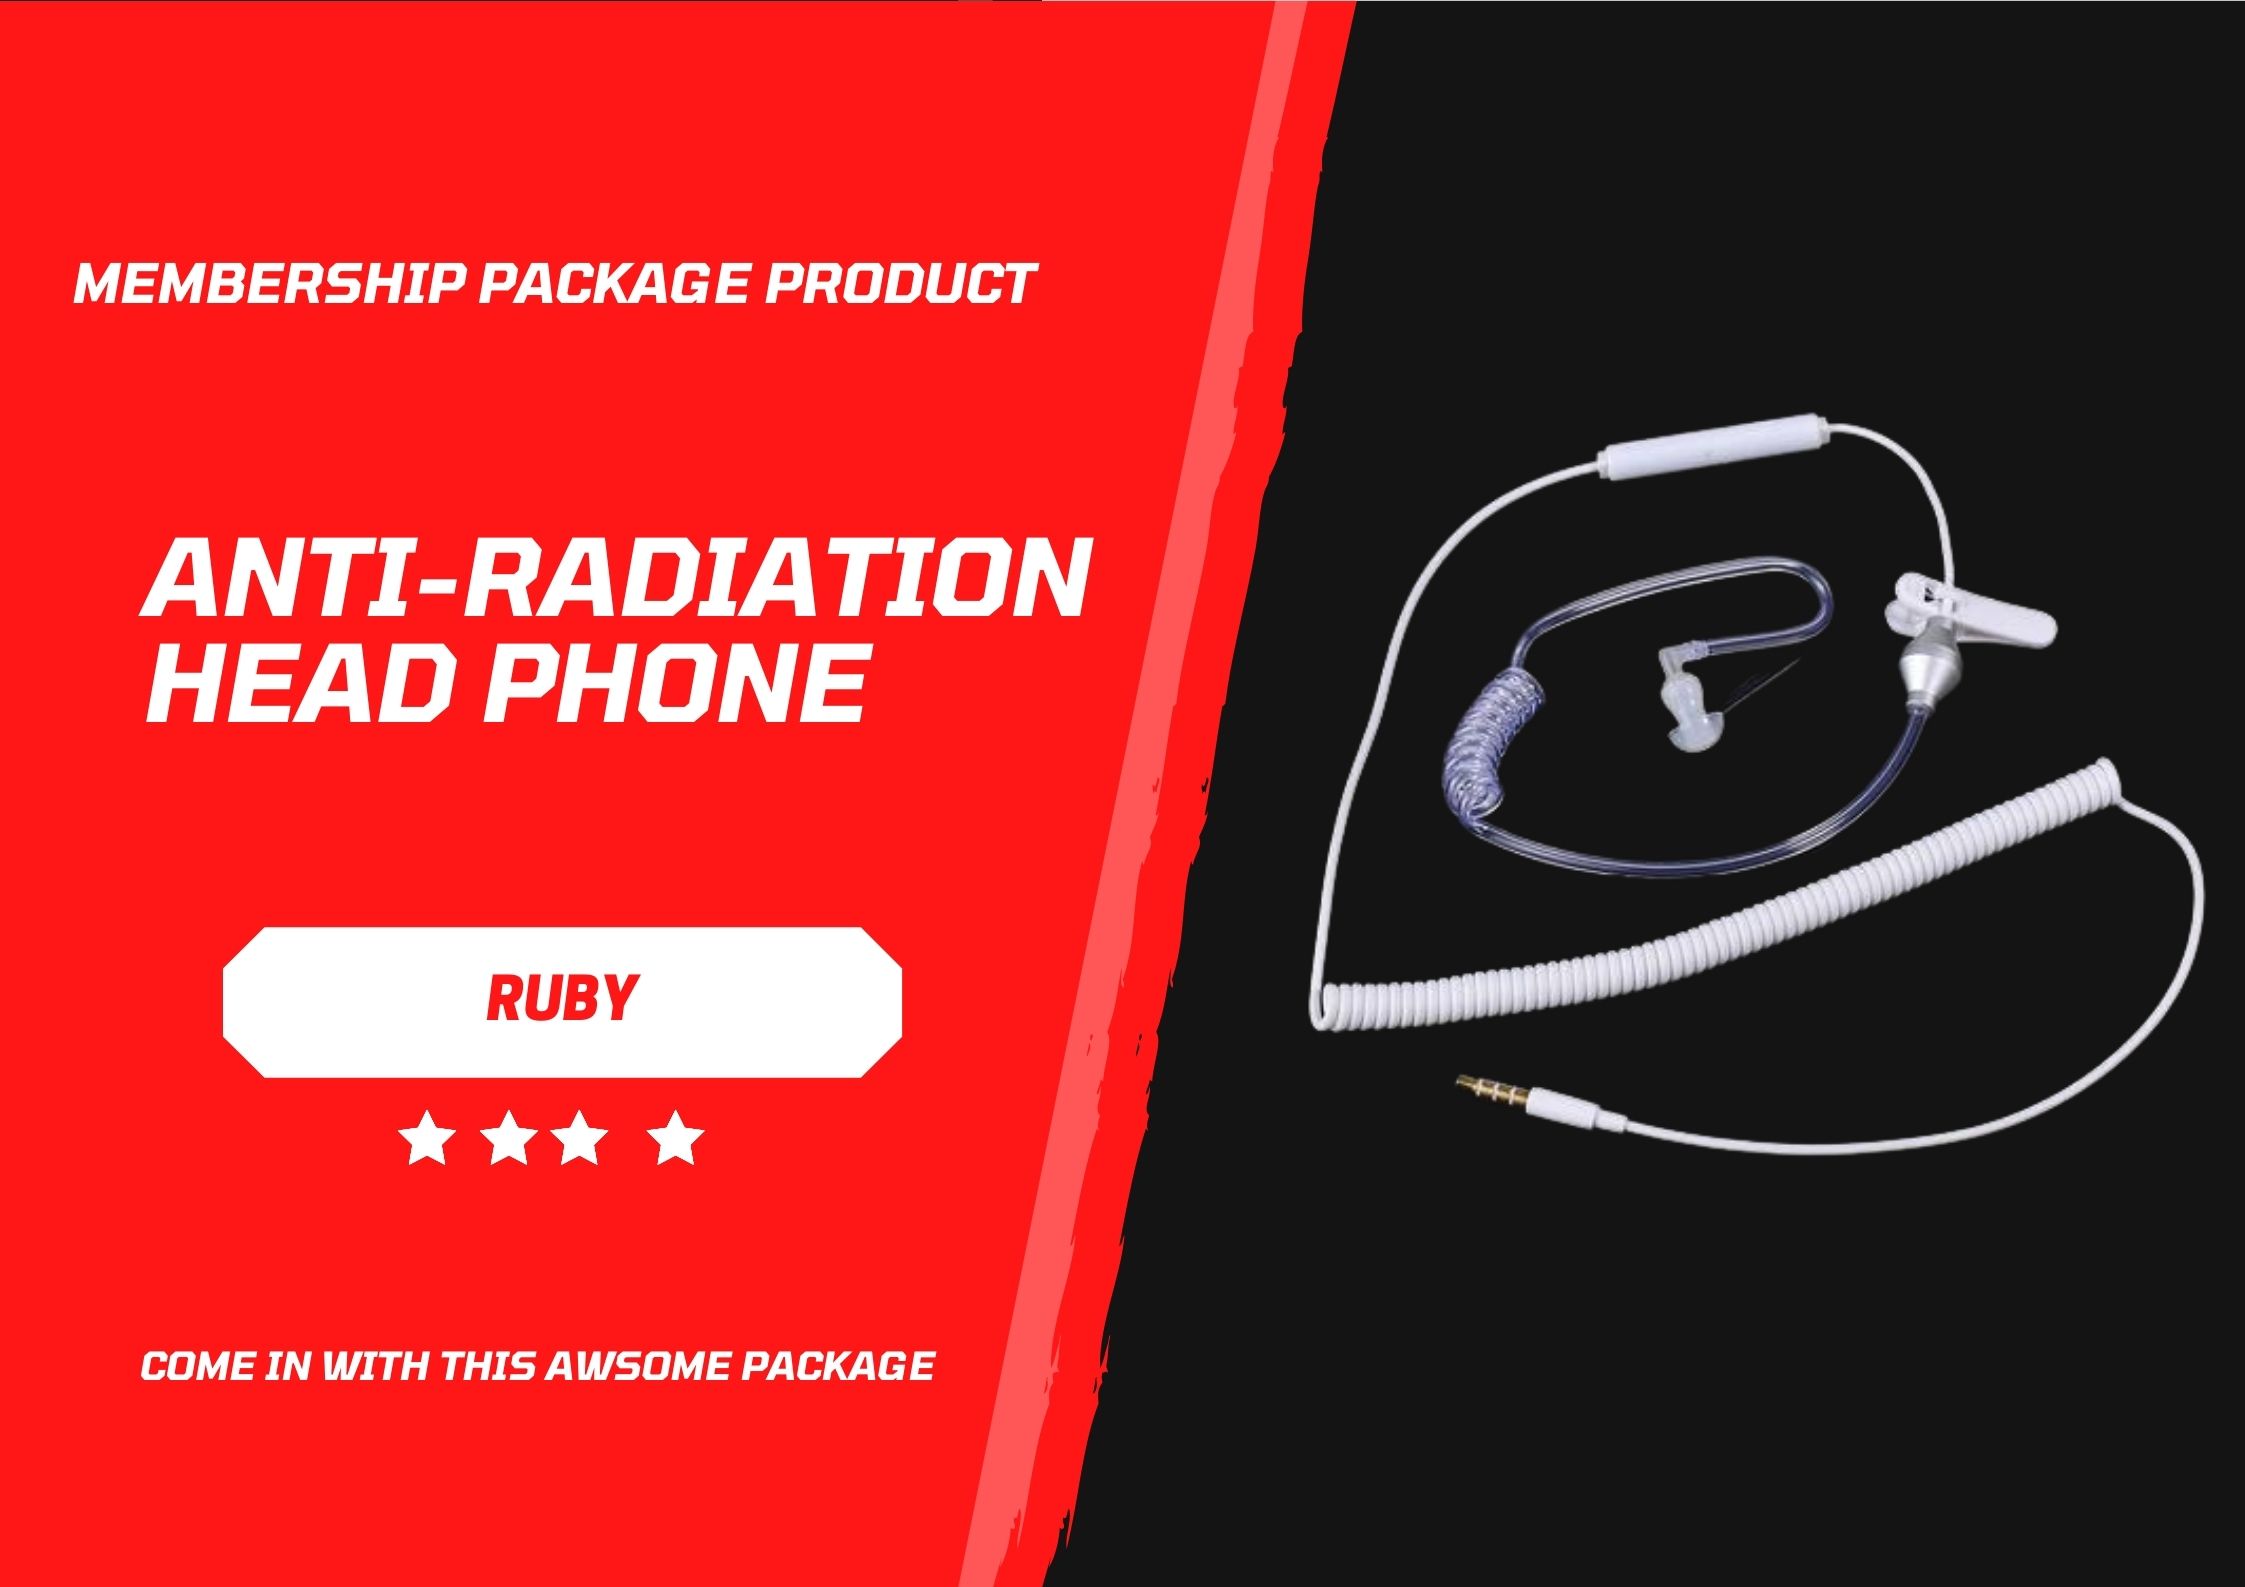 MEMBERSHIP PACKAGE PRODUCT
ANTI-RADIATION
HEAD PHONE
RUBY
COME IN WITH THIS AWSOME PACKAGE